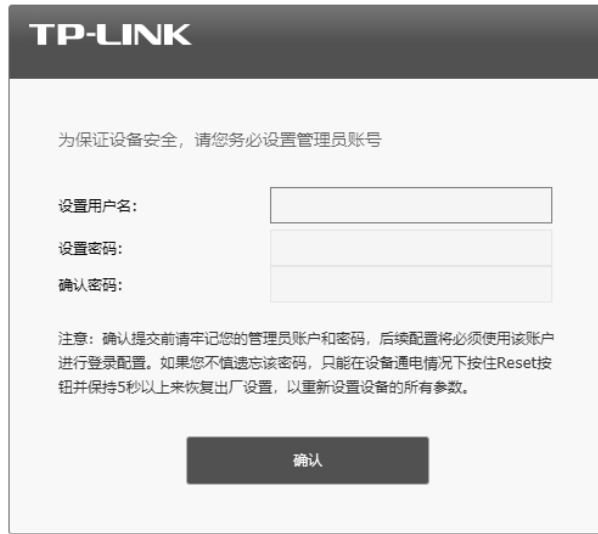 TP-LINK
为保证设备安全，请您务必设置管理员账号
设置用户名：
设置密码：
确认密码：
注意：确认提交前请牢记您的管理员账户和密码，后续配置将必须使用该账户
进行登录配置。如果您不慎遗忘该密码，只能在设备通电情况下按住Reset按
钮并保持5秒以上来恢复出厂设置，以重新设置设备的所有参数。
确认